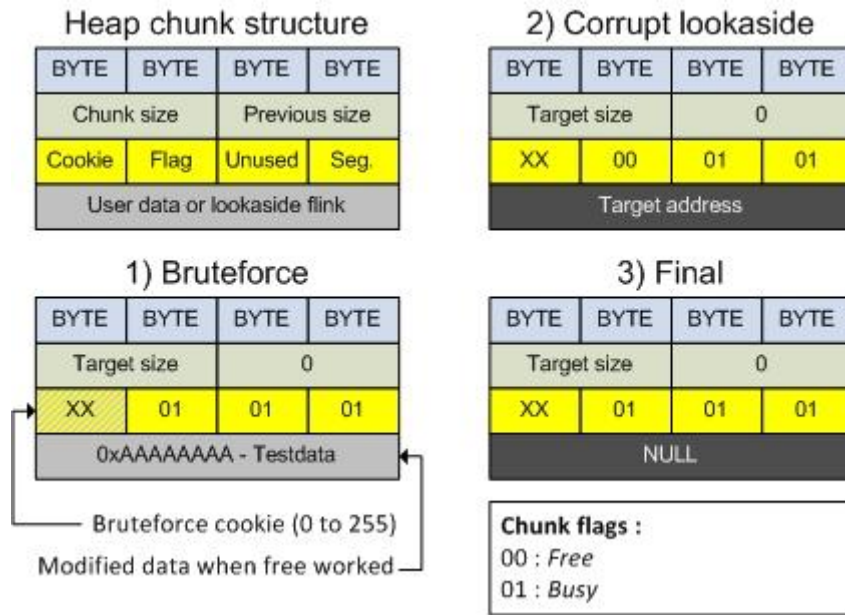 Heap chunk structure
BYTE BYTE BYTE BYTE
Chunk size Previous size
Cookie Flag Unused Seg.
User data or lookaside flink
2) Corrupt lookaside
BYTE BYTE BYTE BYTE
Target size 0
XX 00 01 01
Target address
1) Bruteforce
BYTE BYTE BYTE BYTE
Target size 0
XX 01 01 01
0xAAAAAAAA - Testdata
Bruteforce cookie (0 to 255)
Modified data when free worked
3) Final
BYTE BYTE BYTE BYTE
Target size 0
XX 01 01 01
NULL
Chunk flags :
00 : Free
01 : Busy